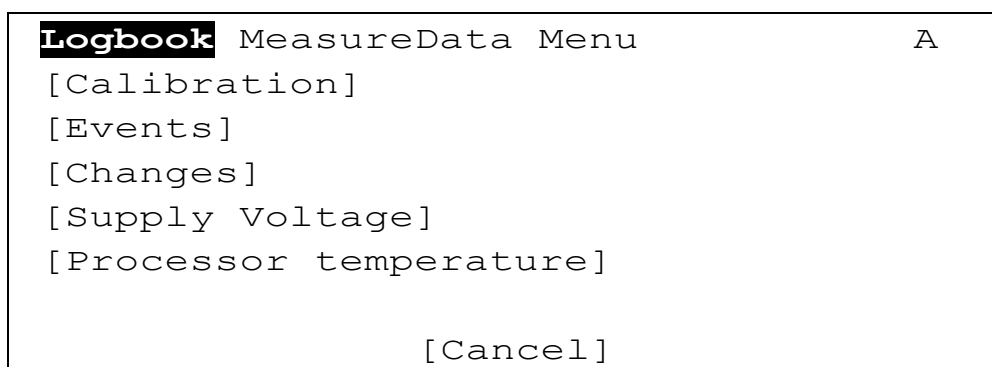 Logbook MeasureData Menu A
[Calibration]
[Events]
[Changes]
[Supply Voltage]
[Processor temperature]
[Cancel]